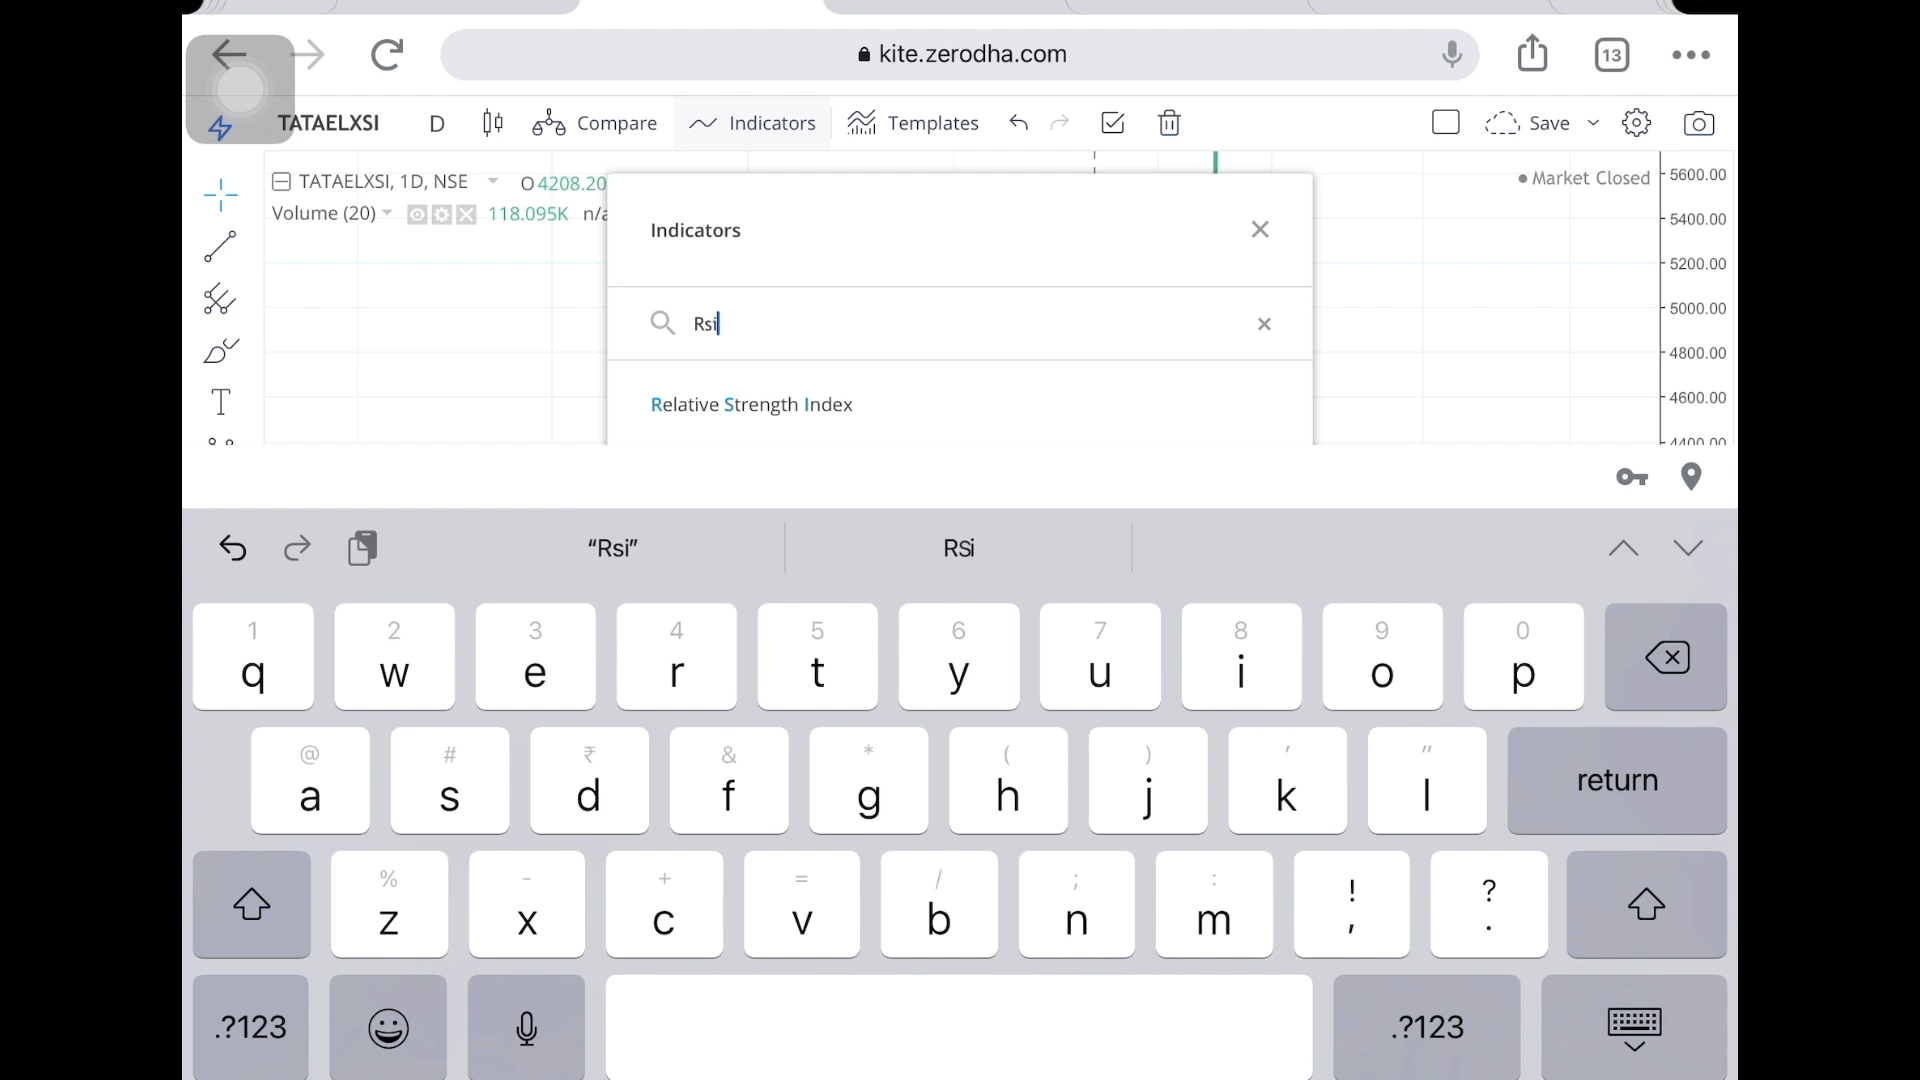 kite.zerodha.com
13
TATAELXSI D Compare Indicators Templates Save
TATAELXSI, 1D, NSE O 4208.20
Market Closed
Volume (20) 118.095K n/a
5600.00
5400.00
5200.00
5000.00
4800.00
4600.00
4400.00
Indicators
Rsi
Relative Strength Index
“Rsi” RSi
1 2 3 4 5 6 7 8 9 0
q w e r t y u i o p
@ # ₹ & * ( ) ' "
a s d f g h j k l return
% - + = / ; : ! ?
z x c v b n m , .
.?123 .?123